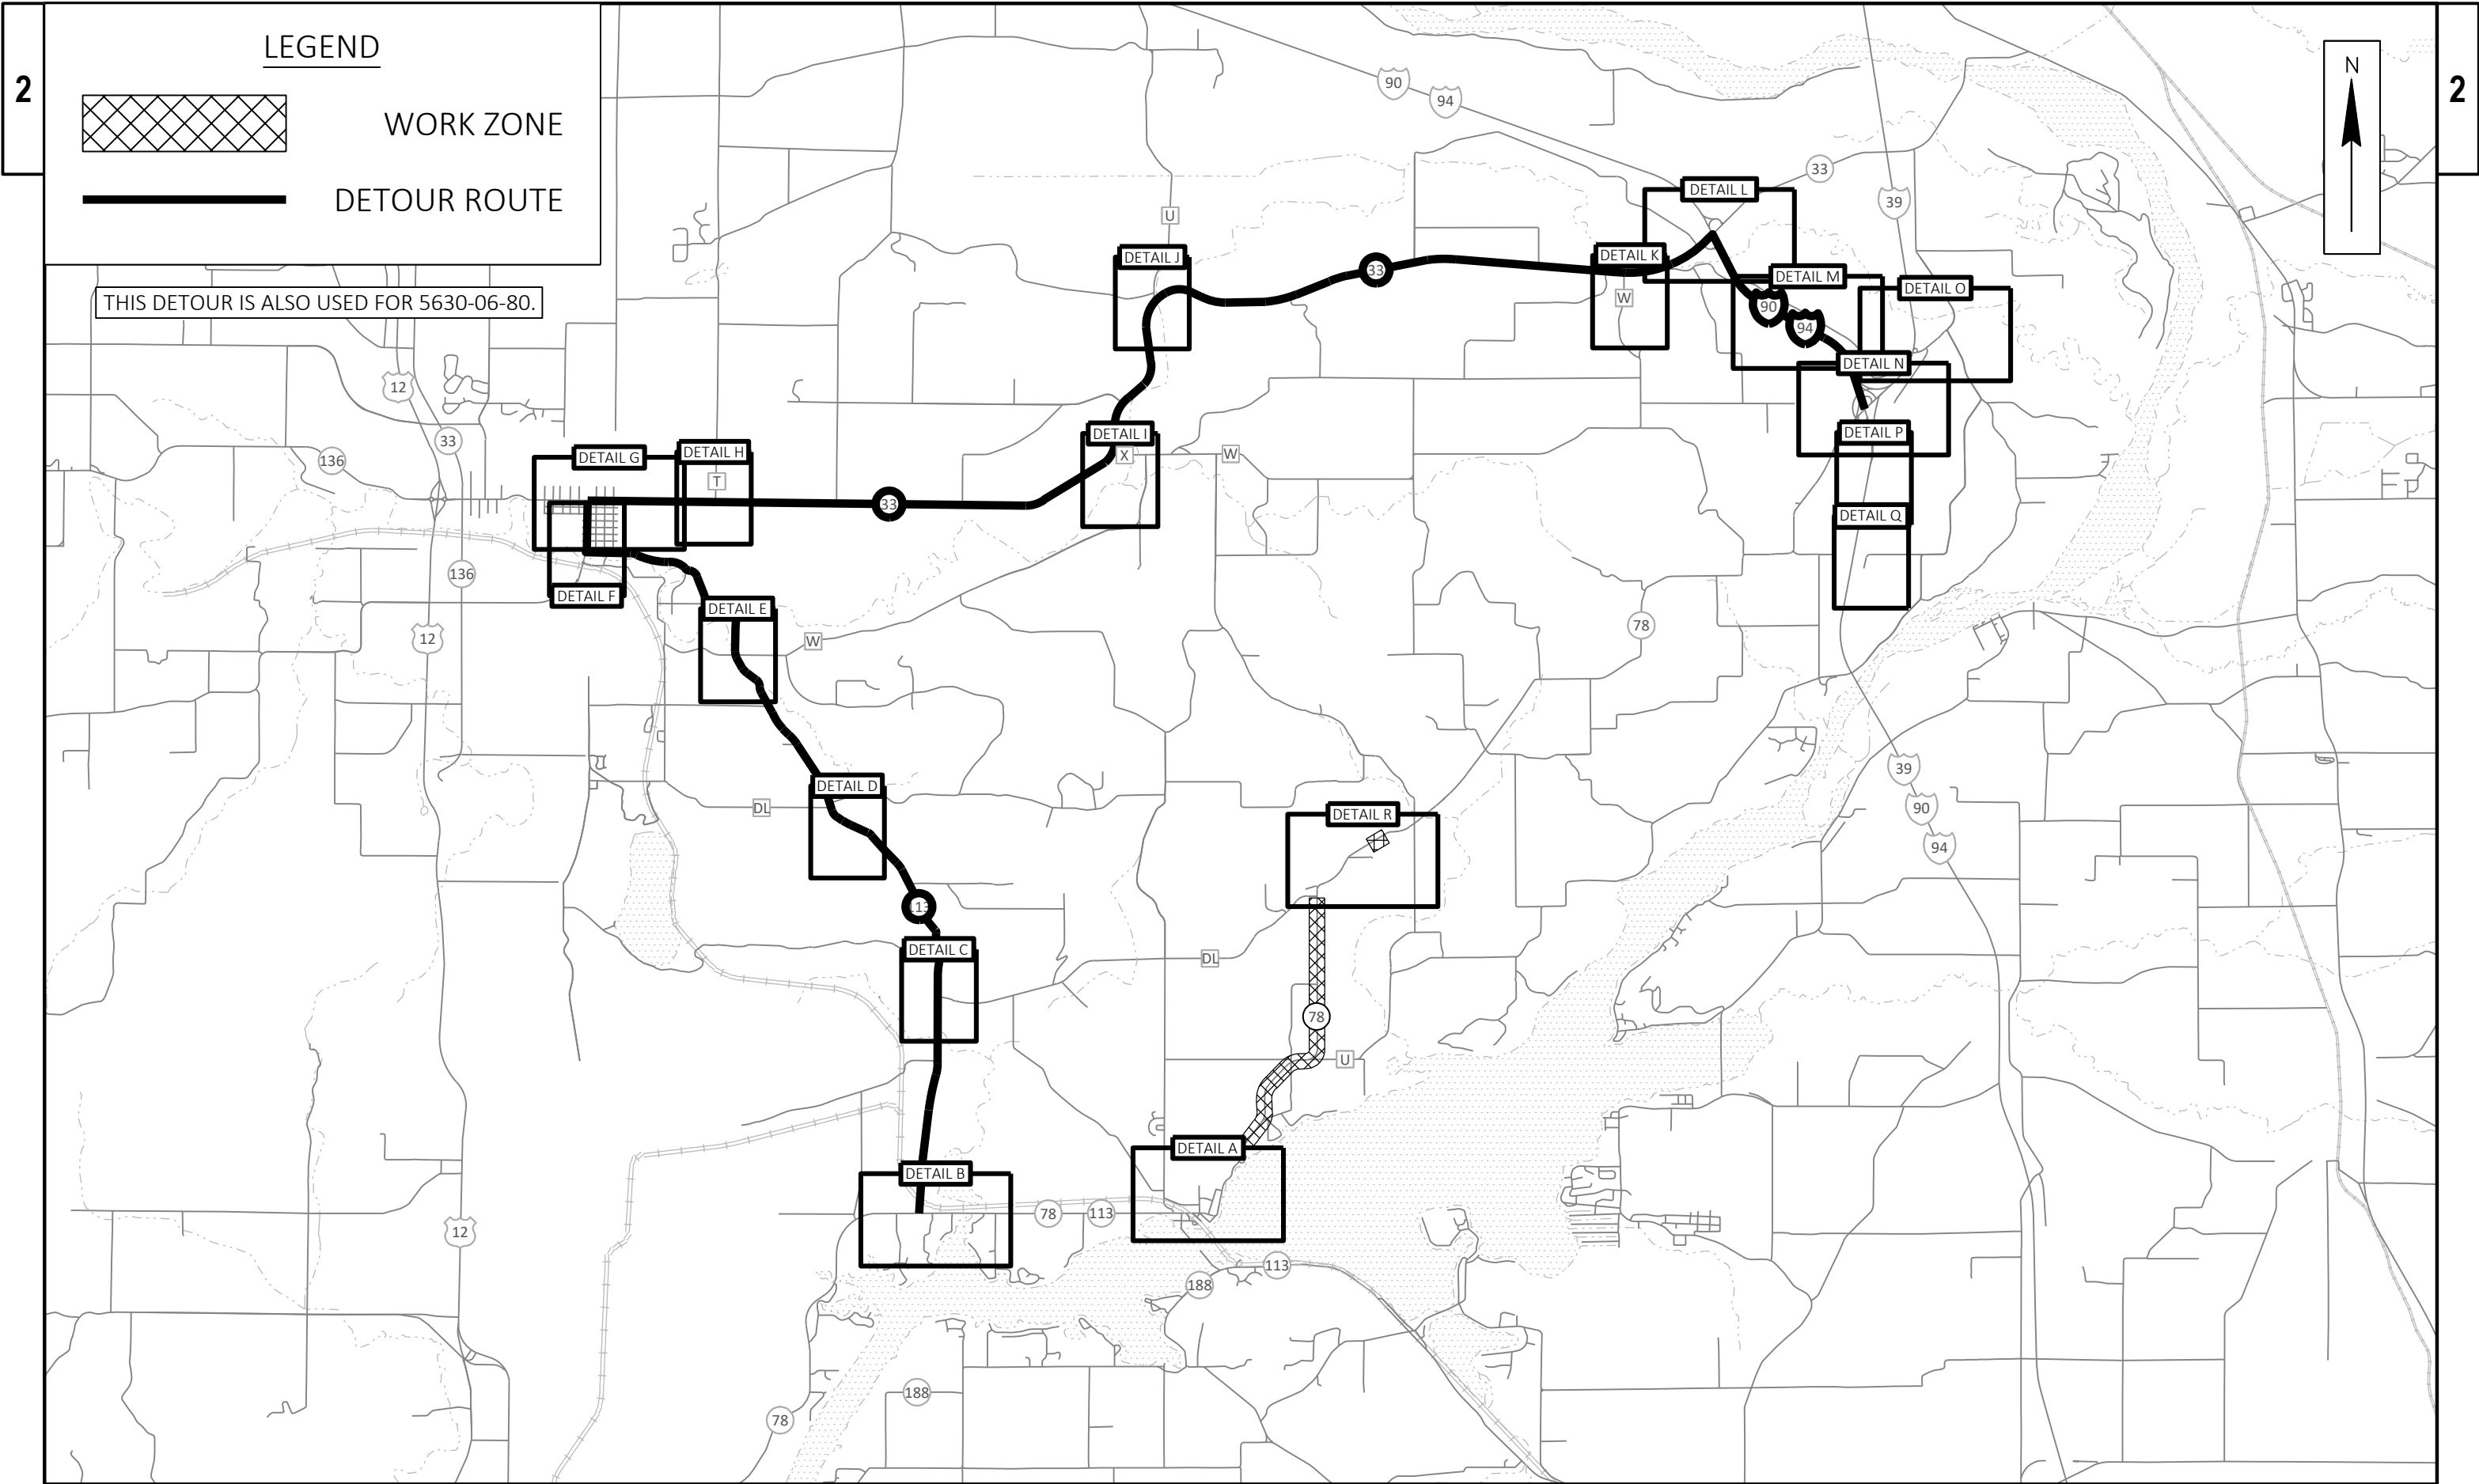 2
LEGEND
WORK ZONE
DETOUR ROUTE
THIS DETOUR IS ALSO USED FOR 5630-06-80.
N
2
90
94
33
39
U
DETAIL L
DETAIL J
DETAIL K
33
W
DETAIL M
DETAIL O
90
94
DETAIL N
12
33
136
DETAIL G
DETAIL H
T
33
DETAIL I
X
W
DETAIL P
DETAIL Q
136
DETAIL F
DETAIL E
12
W
78
DETAIL D
DL
39
90
94
DETAIL R
113
DETAIL C
DL
78
U
DETAIL A
DETAIL B
78
113
12
188
113
188
78